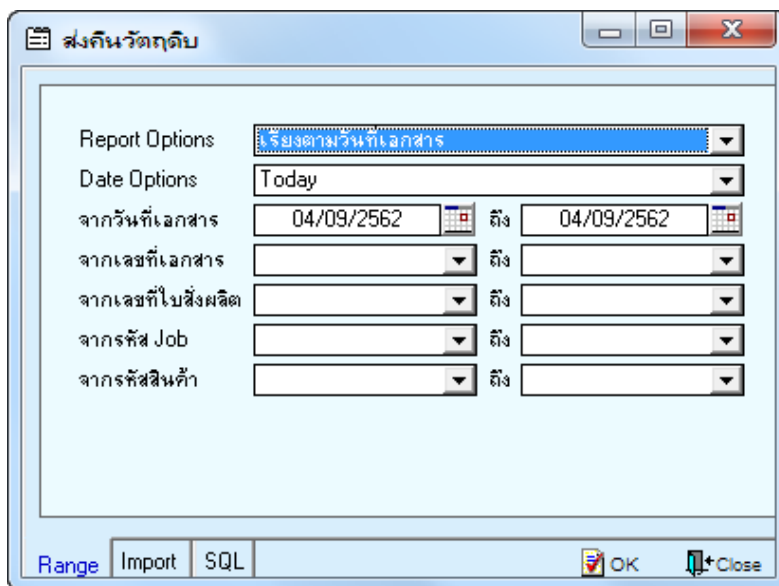 ส่งคืนวัตถุดิบ
Report Options เรียงตามวันที่เอกสาร
Date Options Today
จากวันที่เอกสาร 04/09/2562 ถึง 04/09/2562
จากเลขที่เอกสาร ถึง
จากเลขที่ใบสั่งผลิต ถึง
จากรหัส Job ถึง
จากรหัสสินค้า ถึง
Range Import SQL OK Close